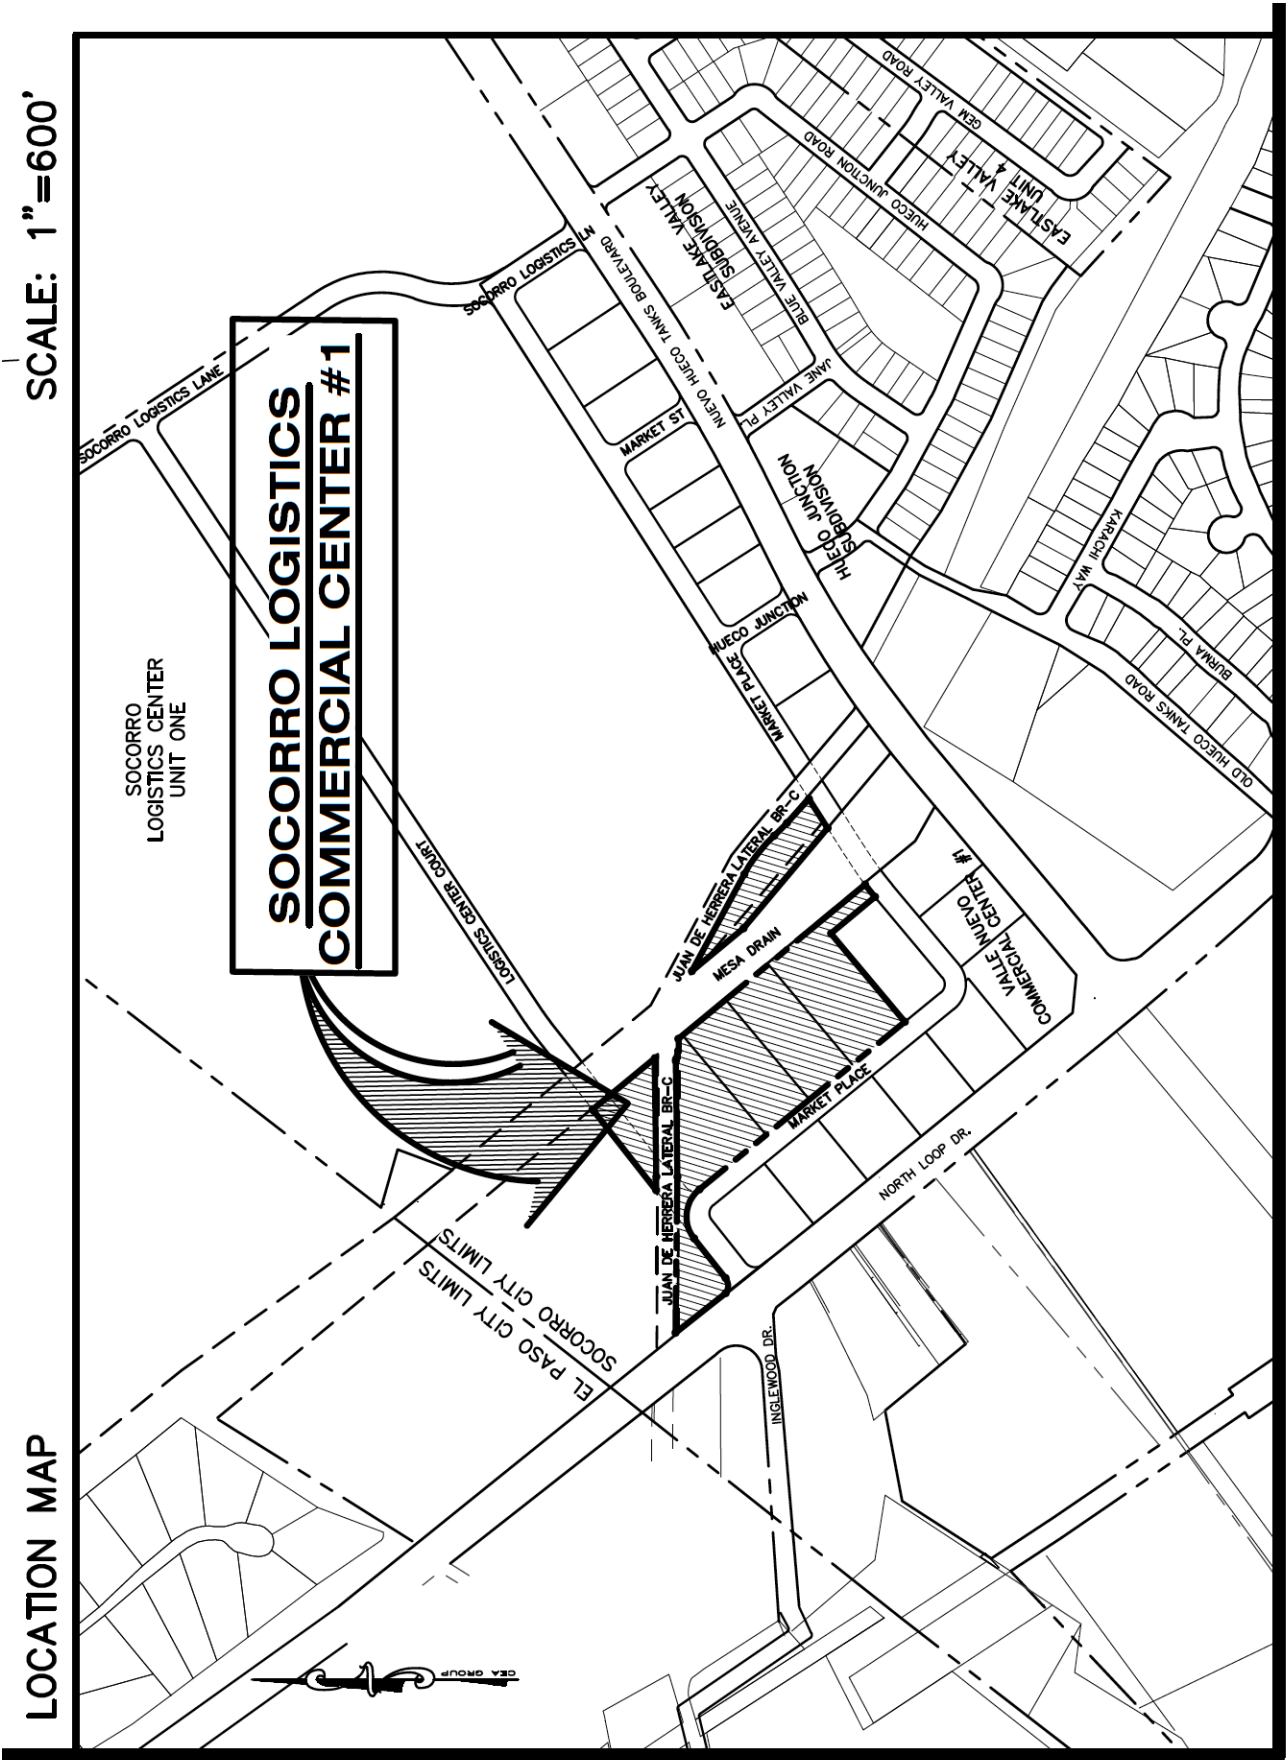 LOCATION MAP
SCALE: 1"=600'
SOCORRO LOGISTICS
COMMERCIAL CENTER #1
SOCORRO
LOGISTICS CENTER
UNIT ONE
SOCORRO LOGISTICS LANE
SOCORRO LOGISTICS LN
LOGISTICS CENTER COURT
NUEVO HUECO TANKS BOULEVARD
NUEVO HUECO TANKS
MARKET ST
HUECO JUNCTION
MARKET PLACE
EASTLAKE VALLEY
SUBDIVISION
BLUE VALLEY AVENUE
JANE VALLEY PL
HUECO JUNCTION ROAD
GEM VALLEY ROAD
EASTLAKE VALLEY
UNIT 4
HUECO JUNCTION
SUBDIVISION
KARACHI WAY
BURMA PL.
OLD HUECO TANKS ROAD
JUAN DE HERRERA LATERAL BR-C
MESA DRAIN
VALLE NUEVO
COMMERCIAL CENTER #1
JUAN DE HERRERA LATERAL BR-C
MARKET PLACE
NORTH LOOP DR.
SOCORRO CITY LIMITS
EL PASO CITY LIMITS
INGLEWOOD DR.
CEA GROUP